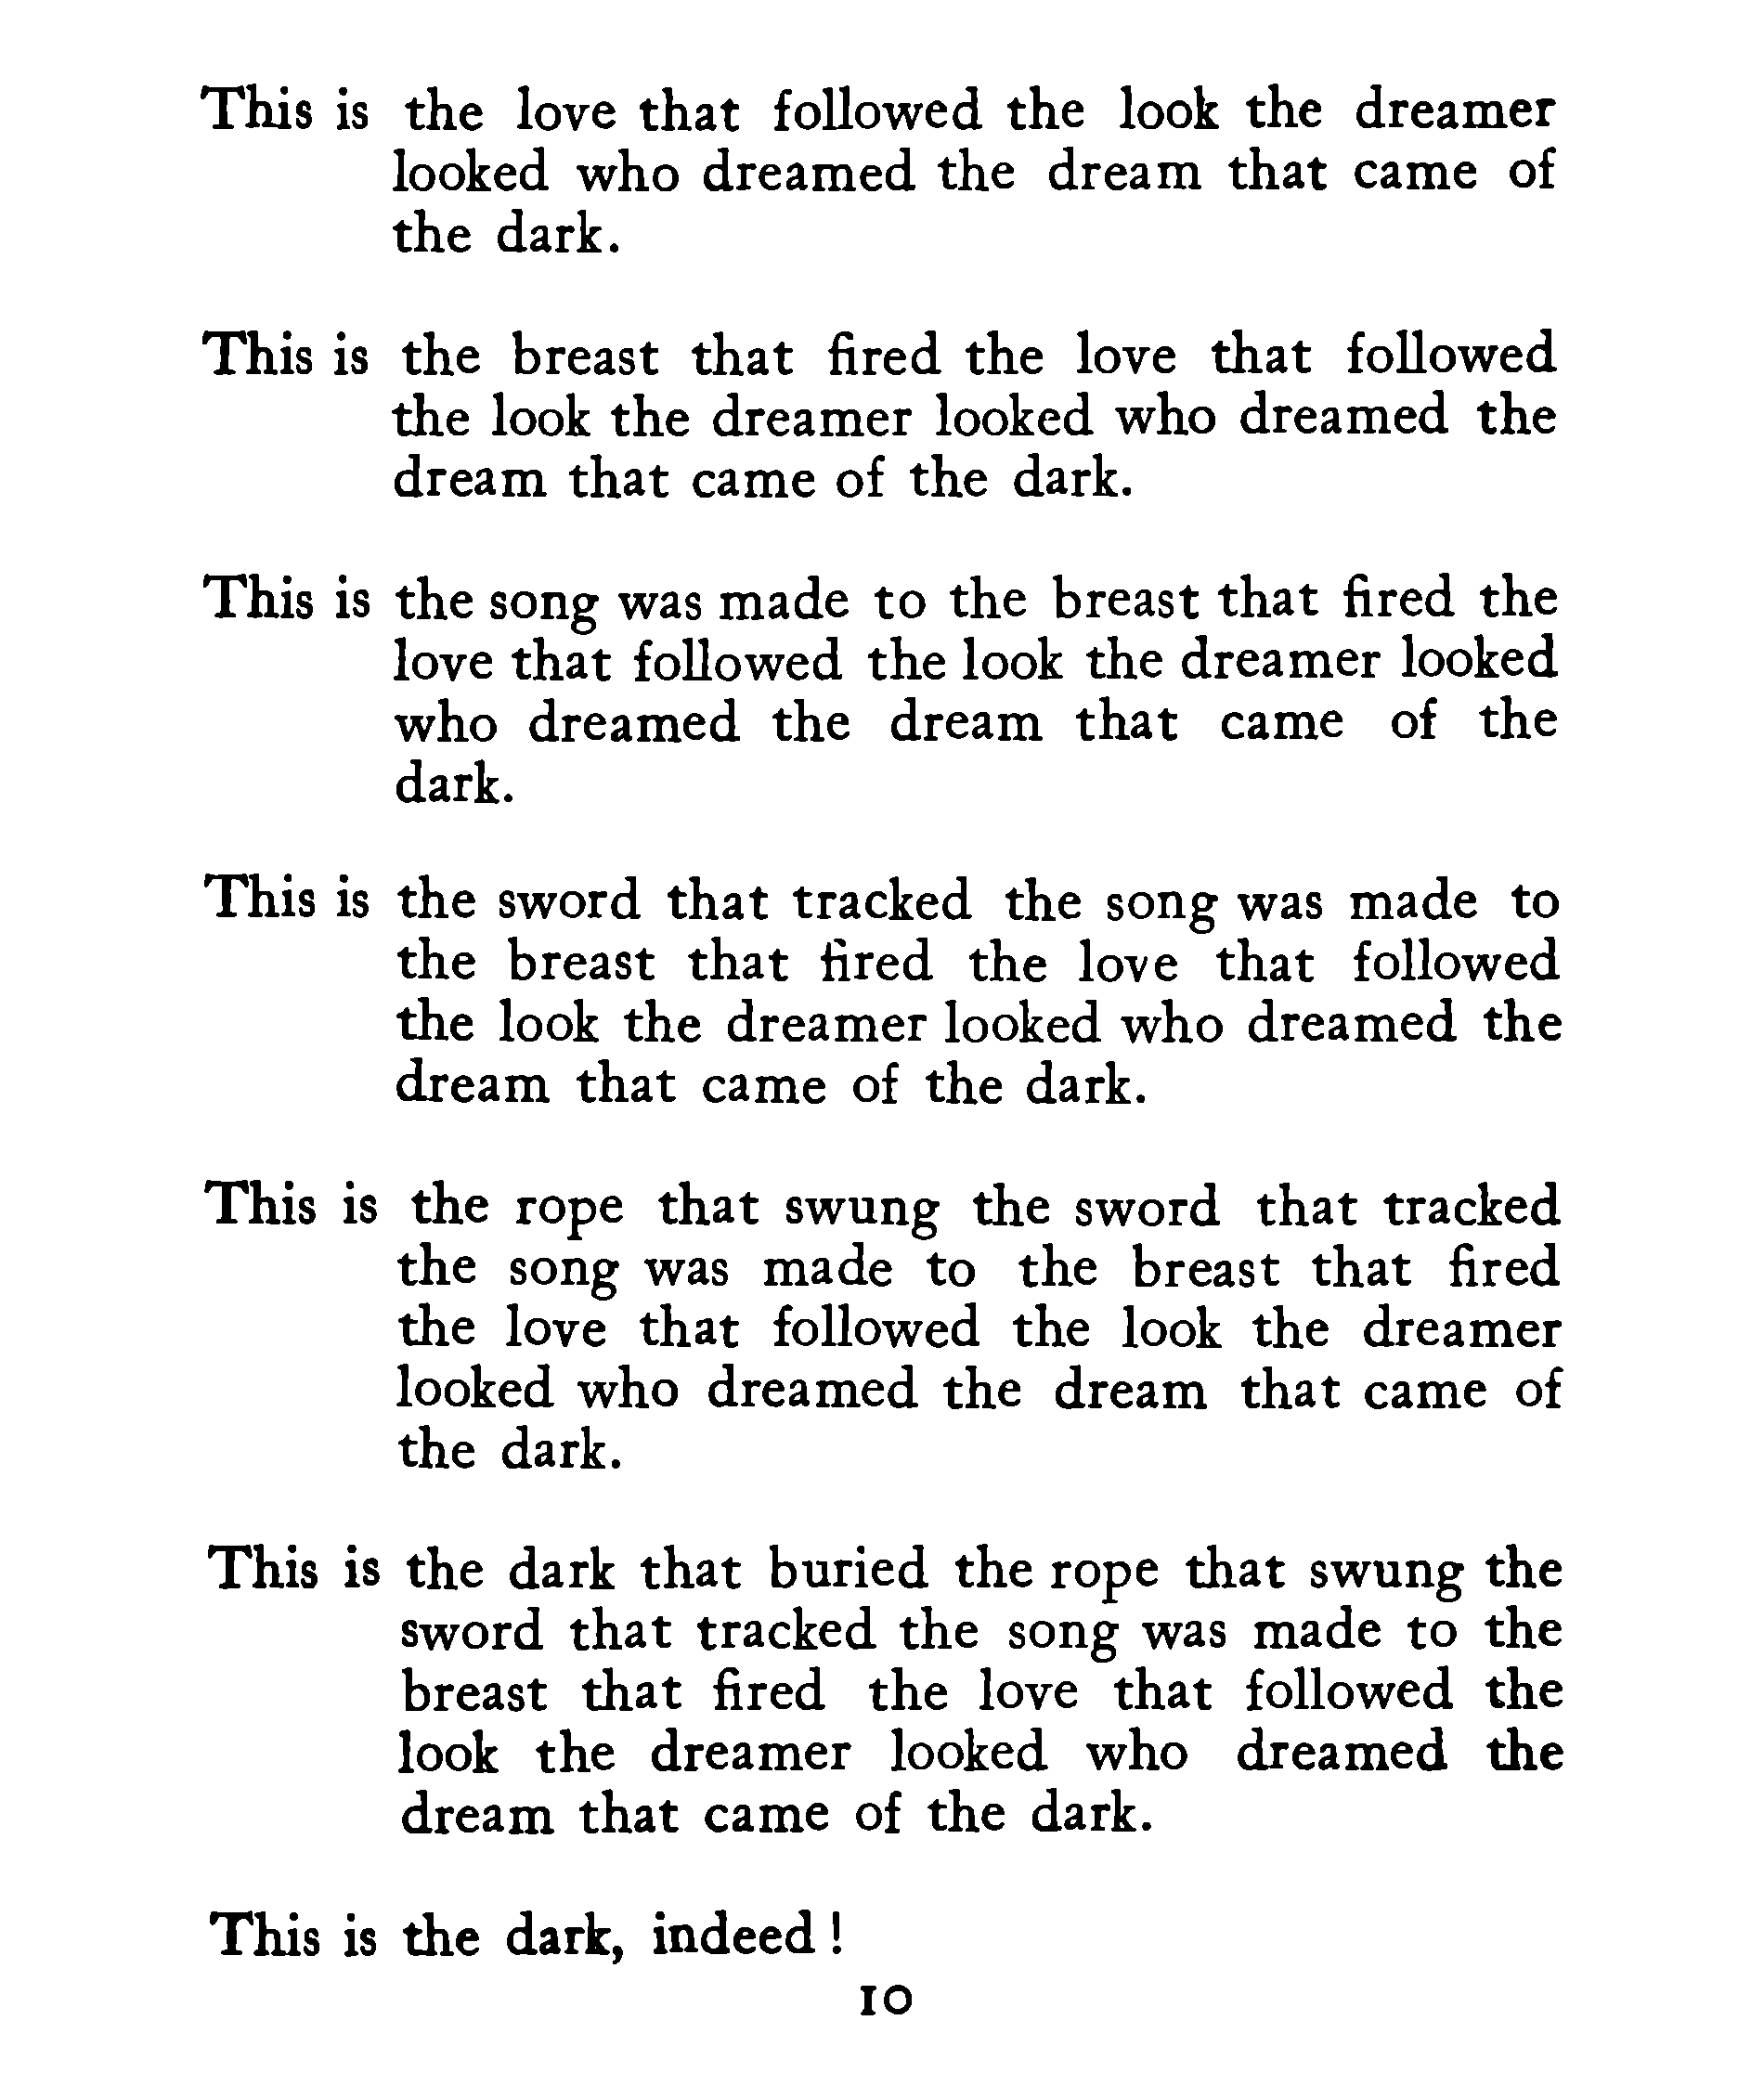 This is the love that followed the look the dreamer
looked who dreamed the dream that came of
the dark.
This is the breast that fired the love that followed
the look the dreamer looked who dreamed the
dream that came of the dark.
This is the song was made to the breast that fired the
love that followed the look the dreamer looked
who dreamed the dream that came of the
dark.
This is the sword that tracked the song was made to
the breast that fired the love that followed
the look the dreamer looked who dreamed the
dream that came of the dark.
This is the rope that swung the sword that tracked
the song was made to the breast that fired
the love that followed the look the dreamer
looked who dreamed the dream that came of
the dark.
This is the dark that buried the rope that swung the
sword that tracked the song was made to the
breast that fired the love that followed the
look the dreamer looked who dreamed the
dream that came of the dark.
This is the dark, indeed !
10